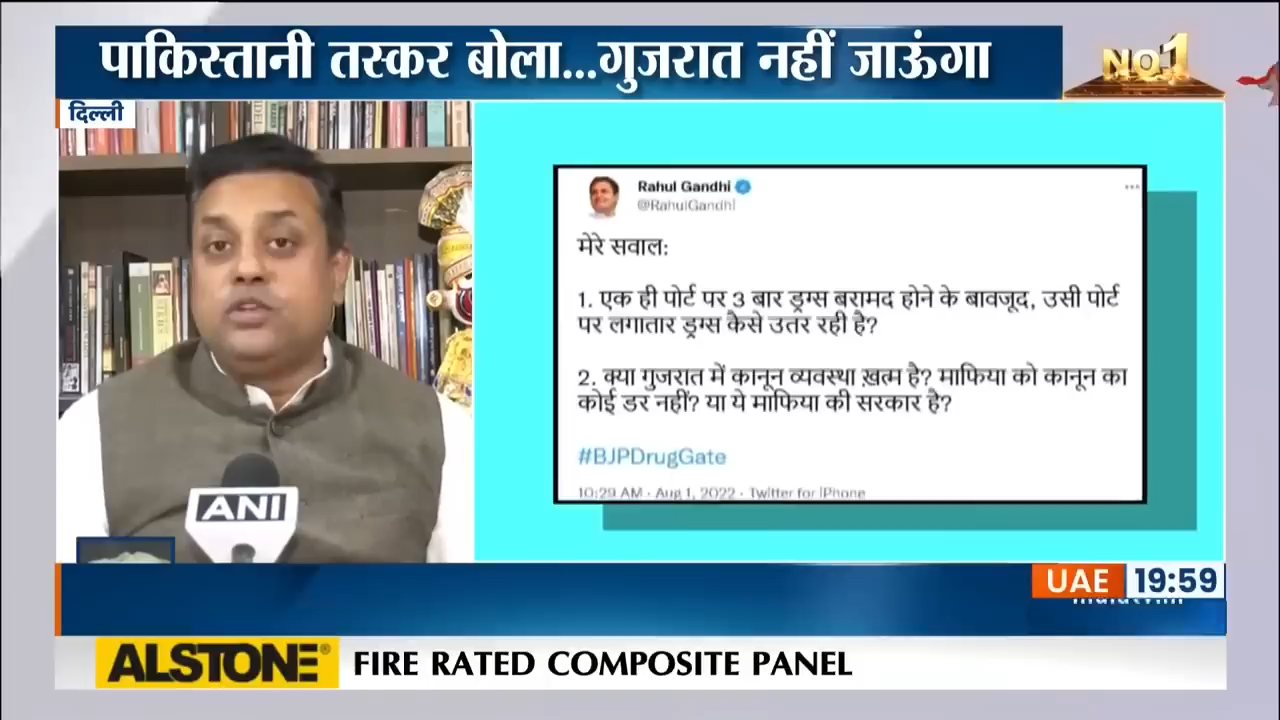 पाकिस्तानी तस्कर बोला...गुजरात नहीं जाऊंगा
NO.1
दिल्ली
Rahul Gandhi
@RahulGandhi
मेरे सवाल:
1. एक ही पोर्ट पर 3 बार ड्रग्स बरामद होने के बावजूद, उसी पोर्ट
पर लगातार ड्रग्स कैसे उतर रही है?
2. क्या गुजरात में कानून व्यवस्था ख़त्म है? माफिया को कानून का
कोई डर नहीं? या ये माफिया की सरकार है?
#BJPDrugGate
10:29 AM · Aug 1, 2022 · Twitter for iPhone
ANI
UAE 19:59
ALSTONE®
FIRE RATED COMPOSITE PANEL